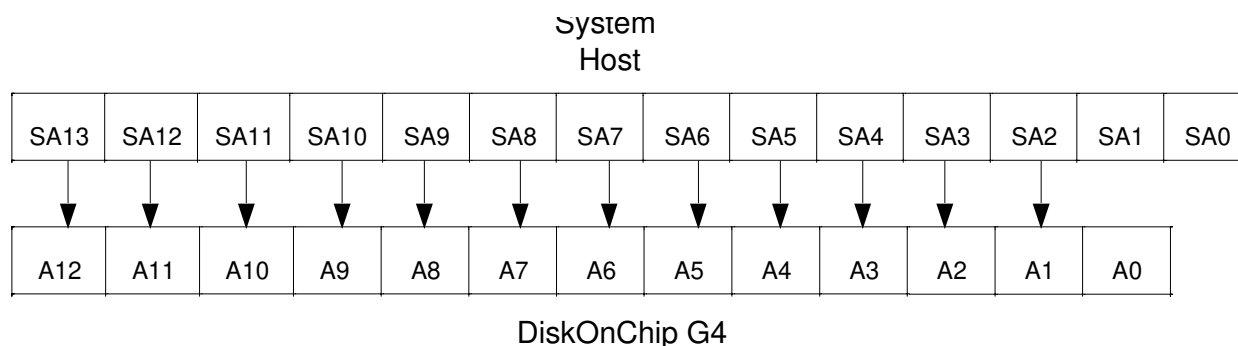 System
Host
SA13 SA12 SA11 SA10 SA9 SA8 SA7 SA6 SA5 SA4 SA3 SA2 SA1 SA0
A12 A11 A10 A9 A8 A7 A6 A5 A4 A3 A2 A1 A0
DiskOnChip G4